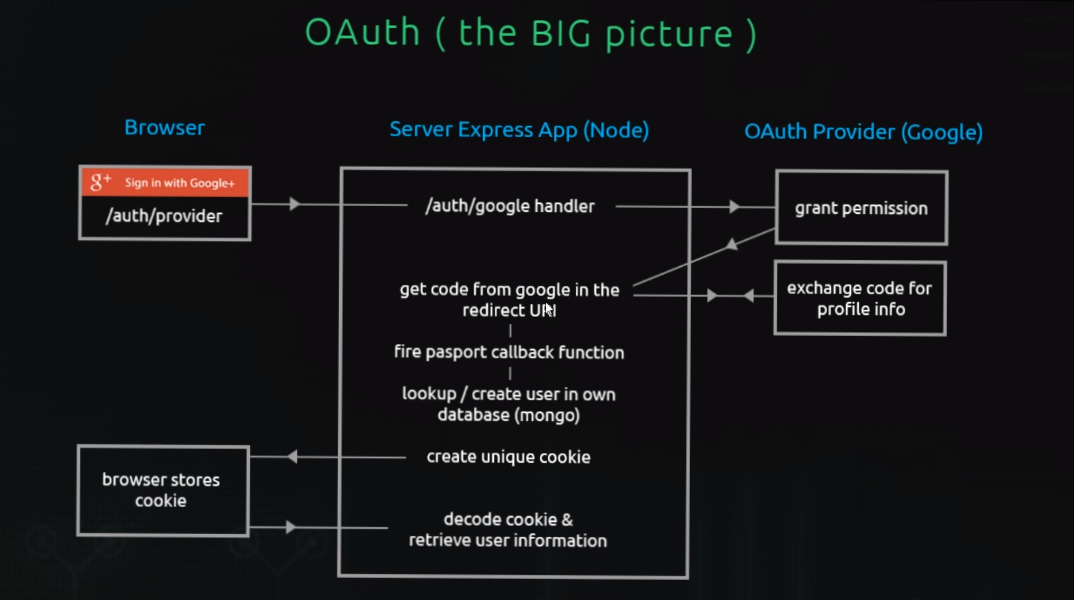 OAuth ( the BIG picture )
Browser
Server Express App (Node)
OAuth Provider (Google)
g+ Sign in with Google+
/auth/provider
/auth/google handler
grant permission
get code from google in the
redirect URI
exchange code for
profile info
fire pasport callback function
lookup / create user in own
database (mongo)
create unique cookie
browser stores
cookie
decode cookie &
retrieve user information